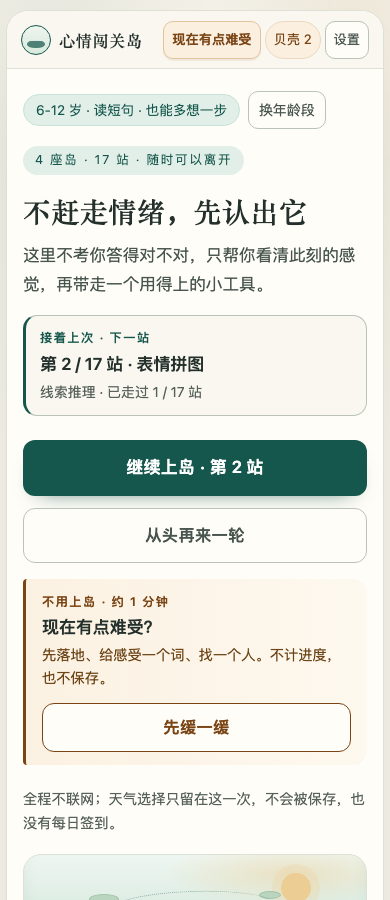 心情闯关岛
现在有点难受
贝壳 2
设置
6-12 岁 · 读短句 · 也能多想一步
换年龄段
4 座岛 · 17 站 · 随时可以离开
不赶走情绪，先认出它
这里不考你答得对不对，只帮你看清此刻的感
觉，再带走一个用得上的小工具。
接着上次 · 下一站
第 2 / 17 站 · 表情拼图
线索推理 · 已走过 1 / 17 站
继续上岛 · 第 2 站
从头再来一轮
不用上岛 · 约 1 分钟
现在有点难受?
先落地、给感受一个词、找一个人。不计进度，
也不保存。
先缓一缓
全程不联网；天气选择只留在这一次，不会被保存，也
没有每日签到。